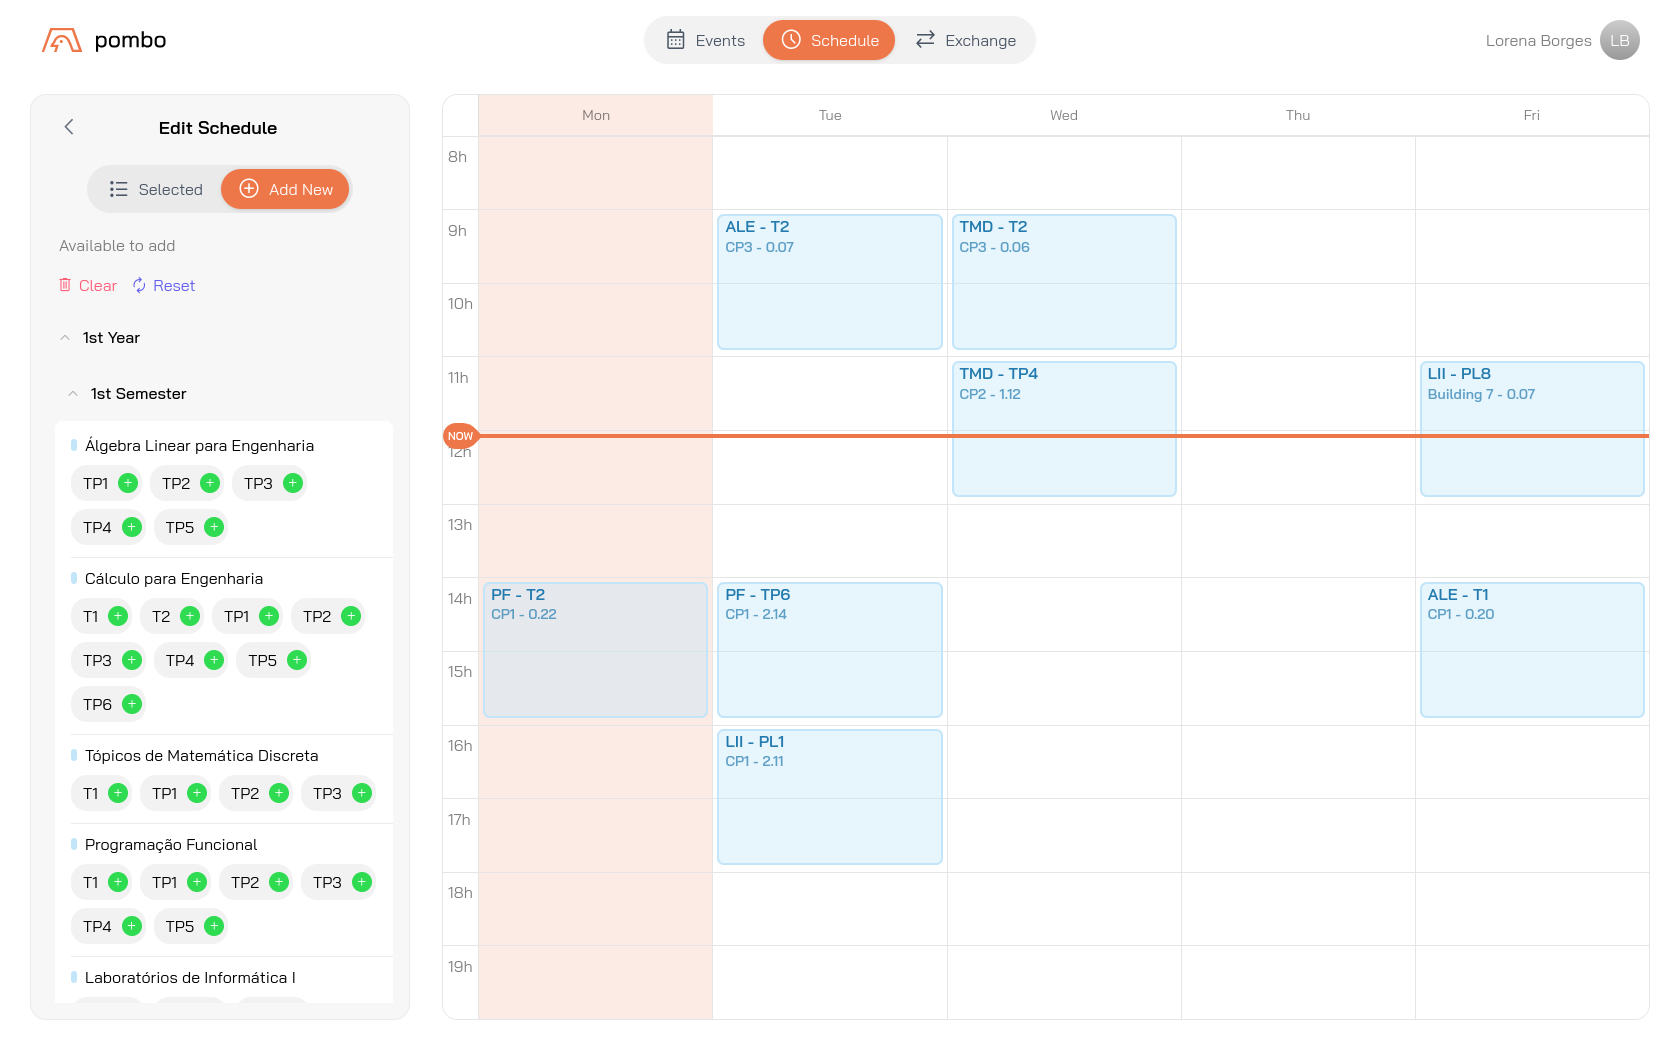 pombo
Events
Schedule
Exchange
Lorena Borges
LB
Edit Schedule
Selected
Add New
Available to add
Clear
Reset
1st Year
1st Semester
Álgebra Linear para Engenharia
TP1 + TP2 + TP3 +
TP4 + TP5 +
Cálculo para Engenharia
T1 + T2 + TP1 + TP2 +
TP3 + TP4 + TP5 +
TP6 +
Tópicos de Matemática Discreta
T1 + TP1 + TP2 + TP3 +
Programação Funcional
T1 + TP1 + TP2 + TP3 +
TP4 + TP5 +
Laboratórios de Informática I
Mon Tue Wed Thu Fri
8h
9h
ALE - T2
CP3 - 0.07
TMD - T2
CP3 - 0.06
10h
11h
TMD - TP4
CP2 - 1.12
LII - PL8
Building 7 - 0.07
NOW
12h
13h
14h
PF - T2
CP1 - 0.22
PF - TP6
CP1 - 2.14
ALE - T1
CP1 - 0.20
15h
16h
LII - PL1
CP1 - 2.11
17h
18h
19h